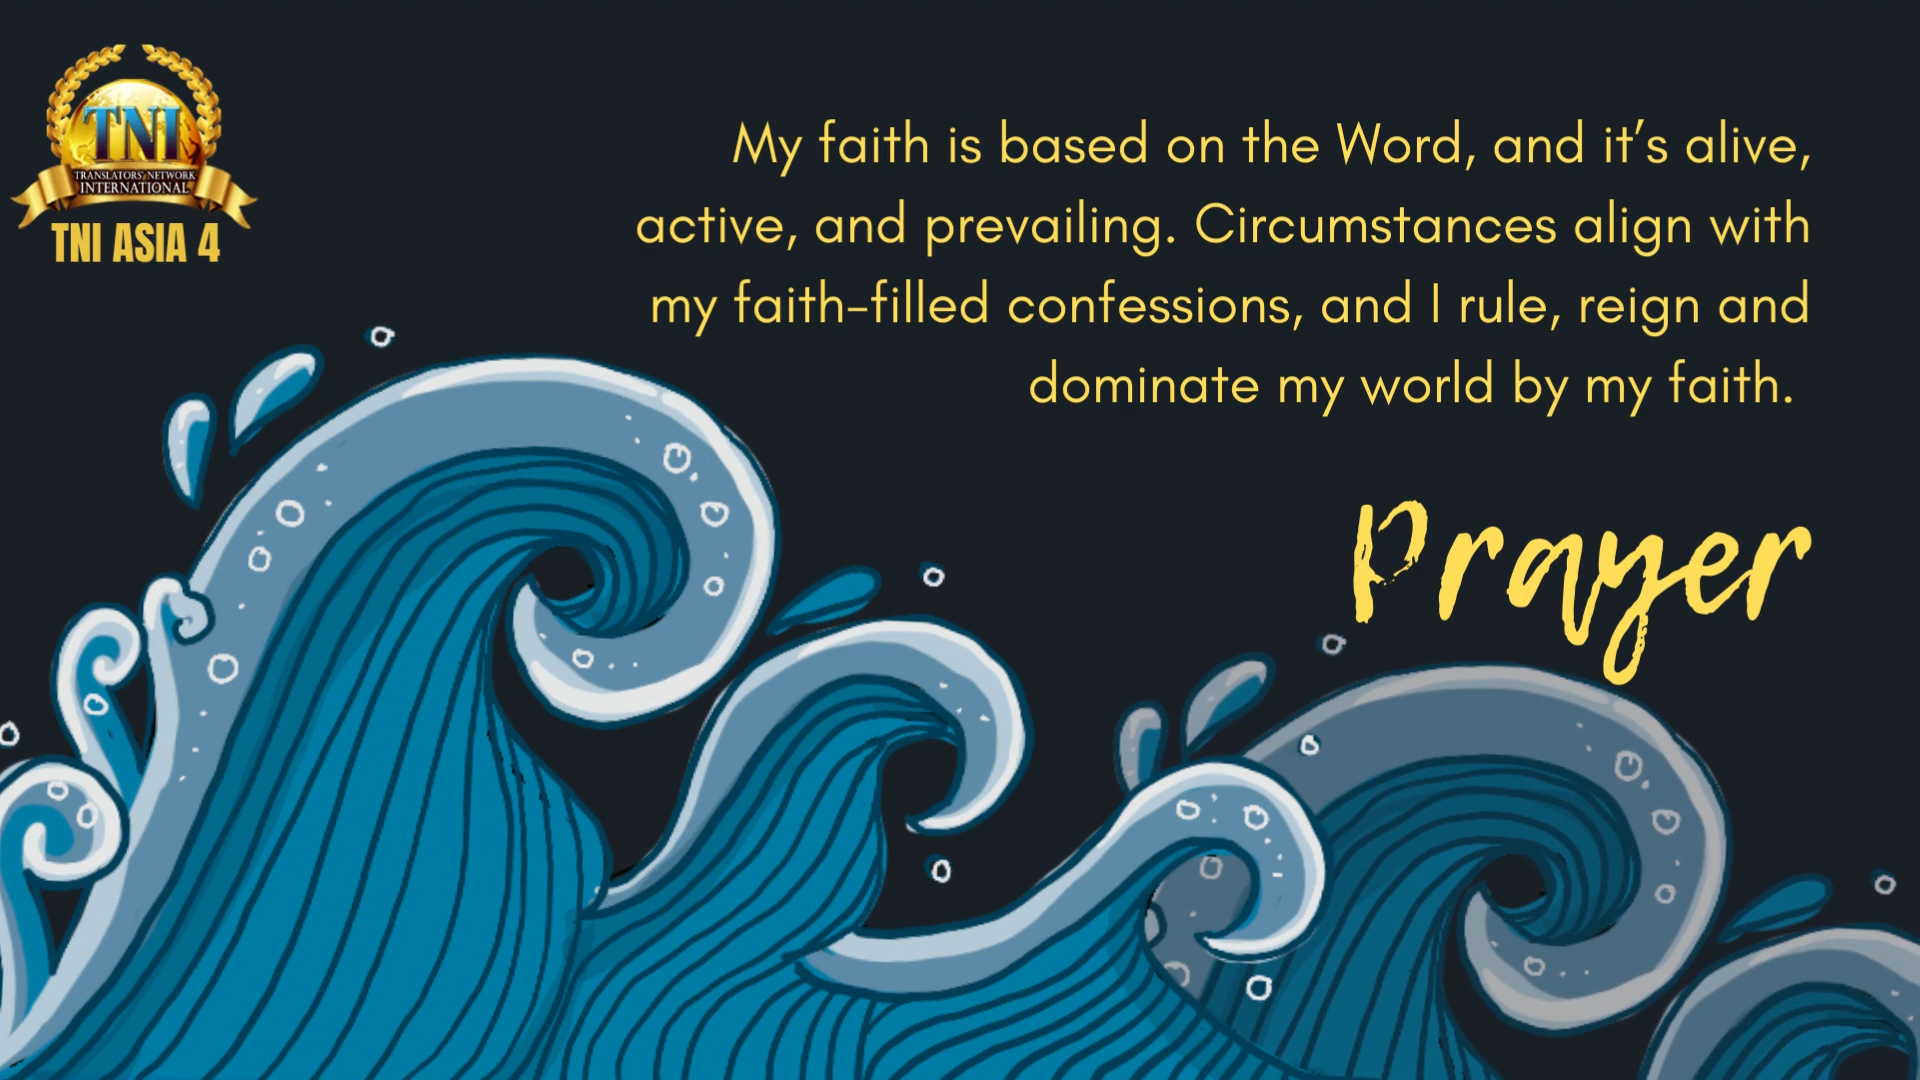 TNI
TRANSLATORS' NETWORK
INTERNATIONAL
TNI ASIA 4
My faith is based on the Word, and it’s alive,
active, and prevailing. Circumstances align with
my faith-filled confessions, and I rule, reign and
dominate my world by my faith.
Prayer